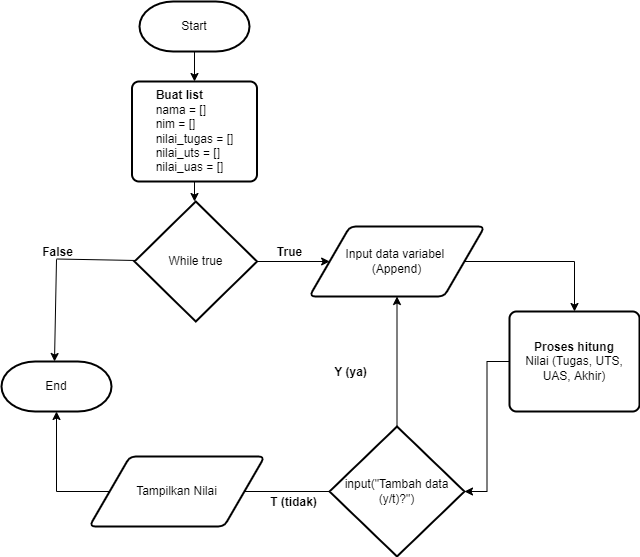 Start
Buat list
nama = []
nim = []
nilai_tugas = []
nilai_uts = []
nilai_uas = []
While true
True
False
Input data variabel
(Append)
Proses hitung
Nilai (Tugas, UTS,
UAS, Akhir)
Y (ya)
input("Tambah data
(y/t)?")
T (tidak)
Tampilkan Nilai
End